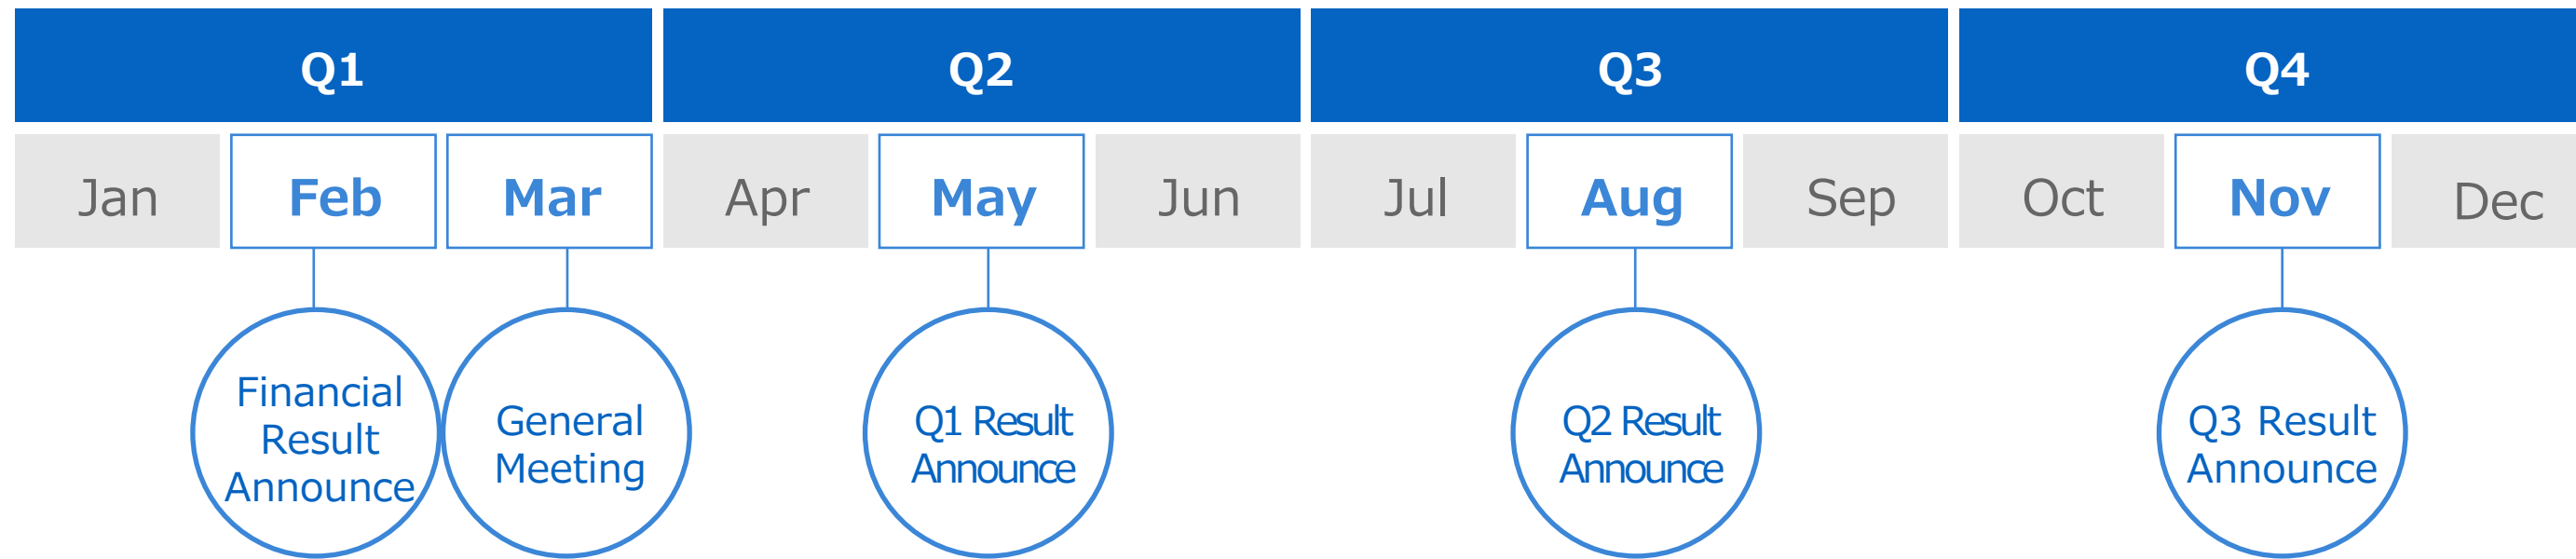 Q1 Q2 Q3 Q4
Jan Feb Mar Apr May Jun Jul Aug Sep Oct Nov Dec
Financial
Result
Announce
General
Meeting
Q1 Result
Announce
Q2 Result
Announce
Q3 Result
Announce